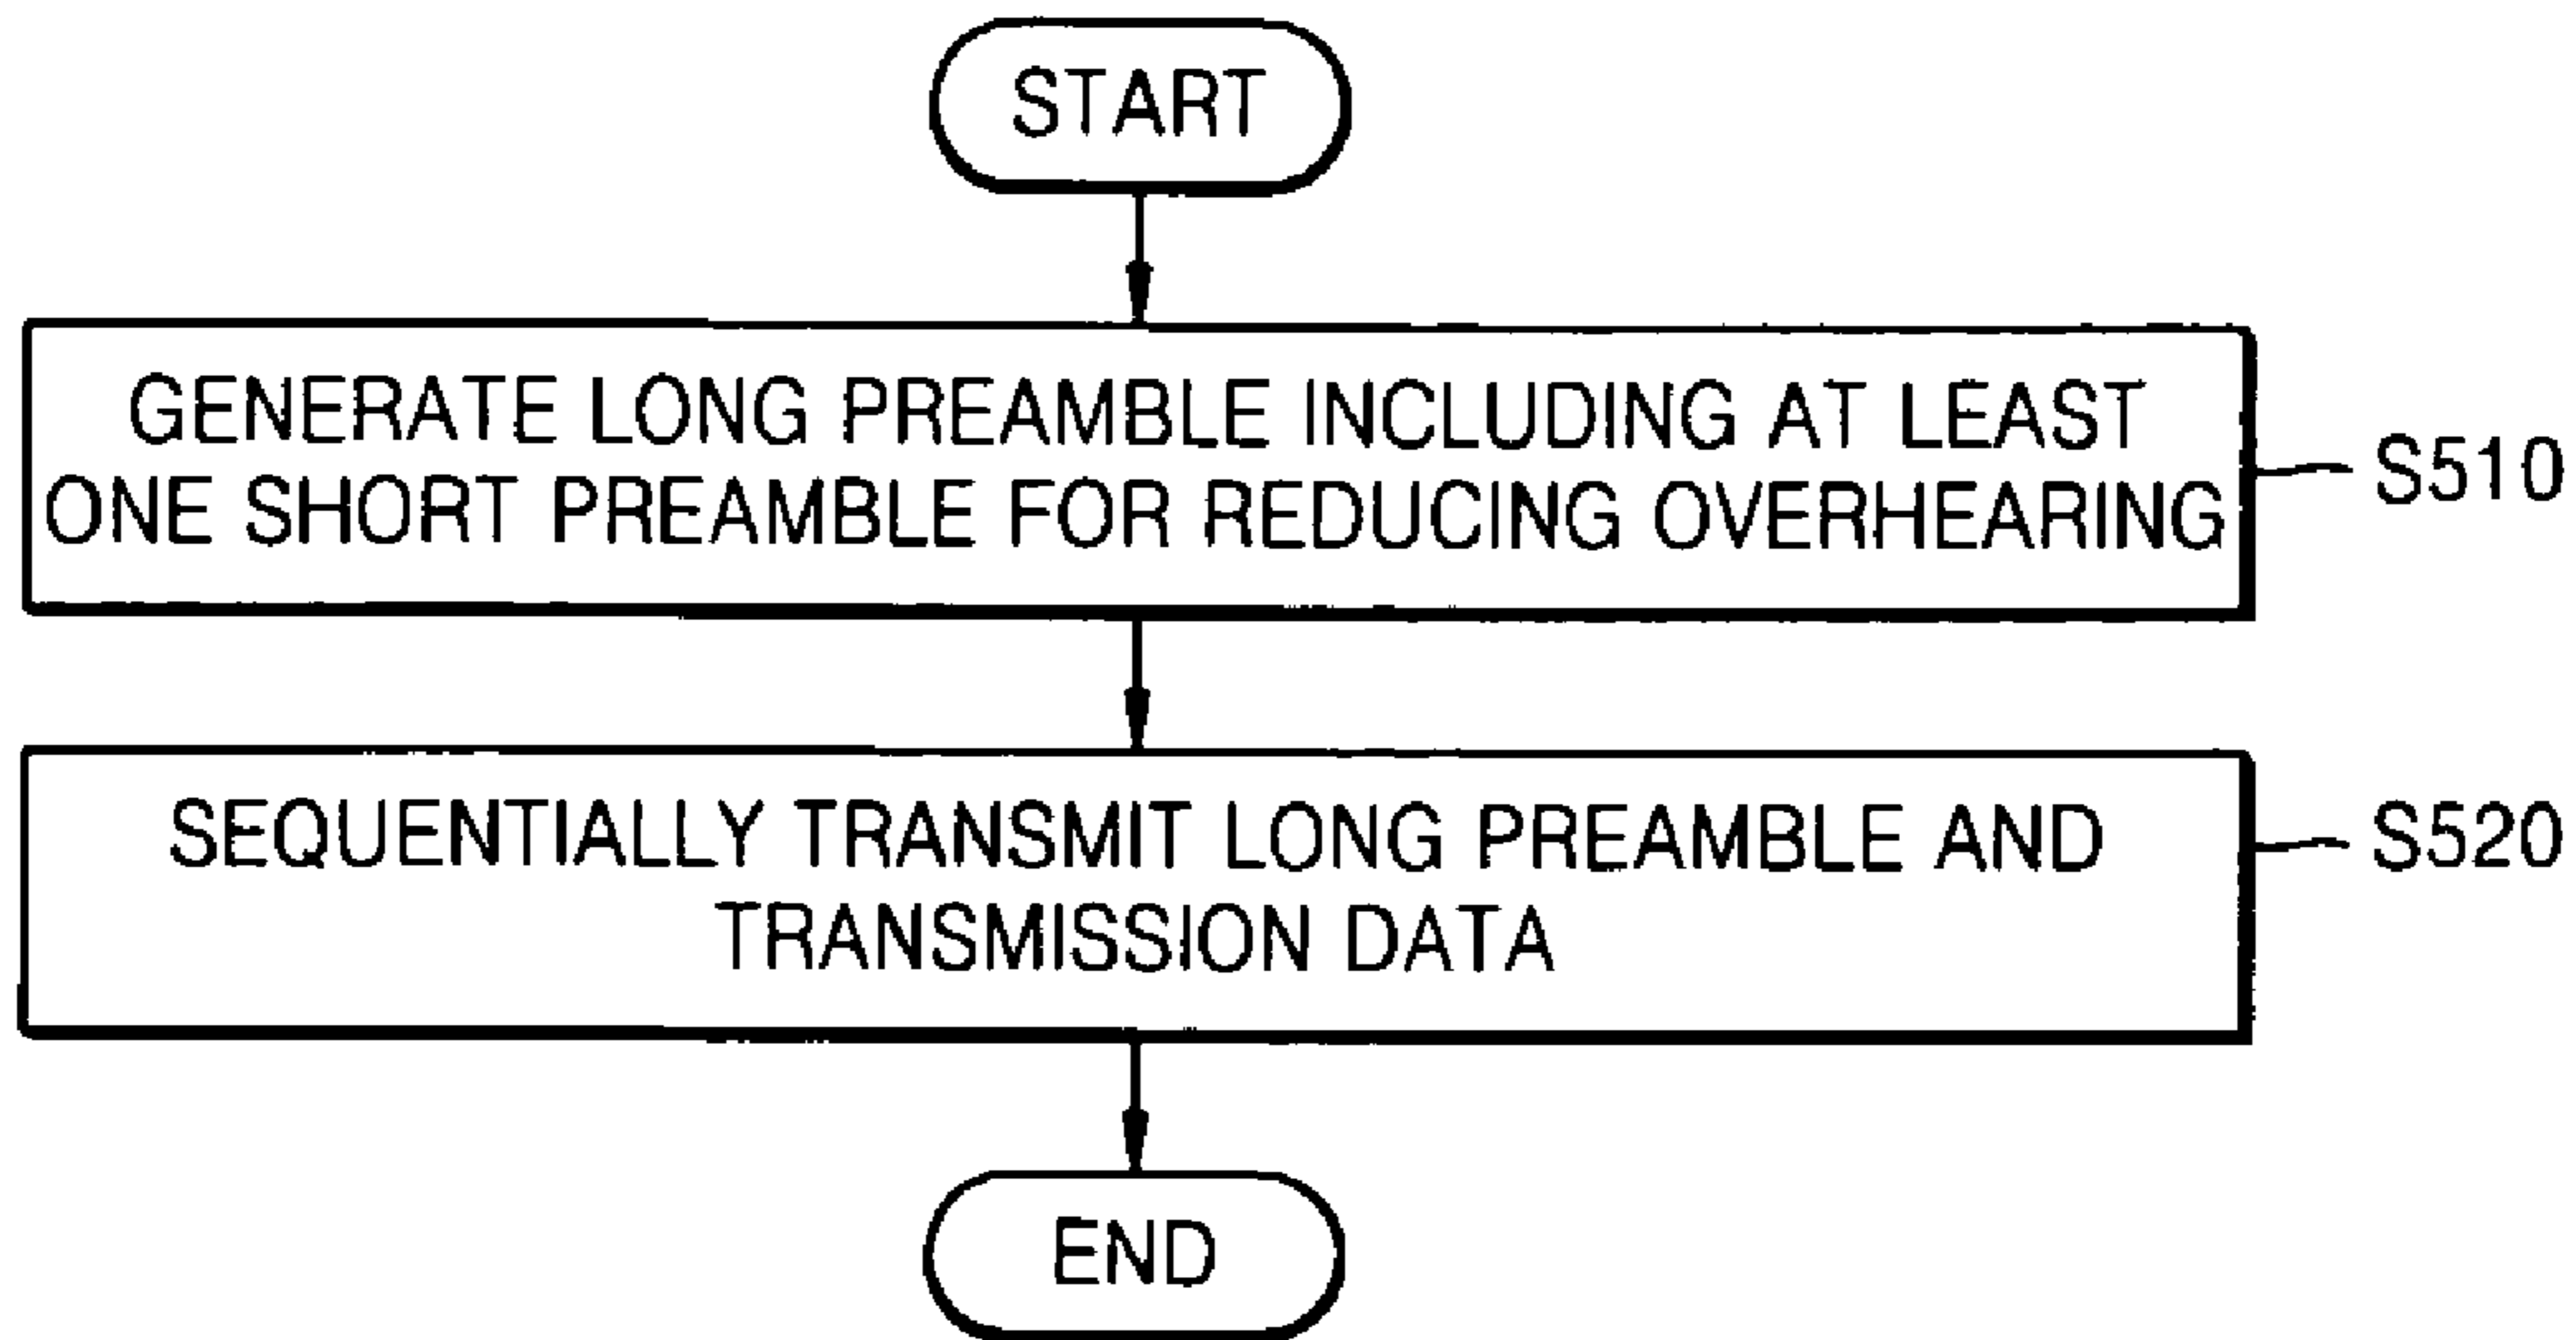 START
GENERATE LONG PREAMBLE INCLUDING AT LEAST
ONE SHORT PREAMBLE FOR REDUCING OVERHEARING
S510
SEQUENTIALLY TRANSMIT LONG PREAMBLE AND
TRANSMISSION DATA
S520
END